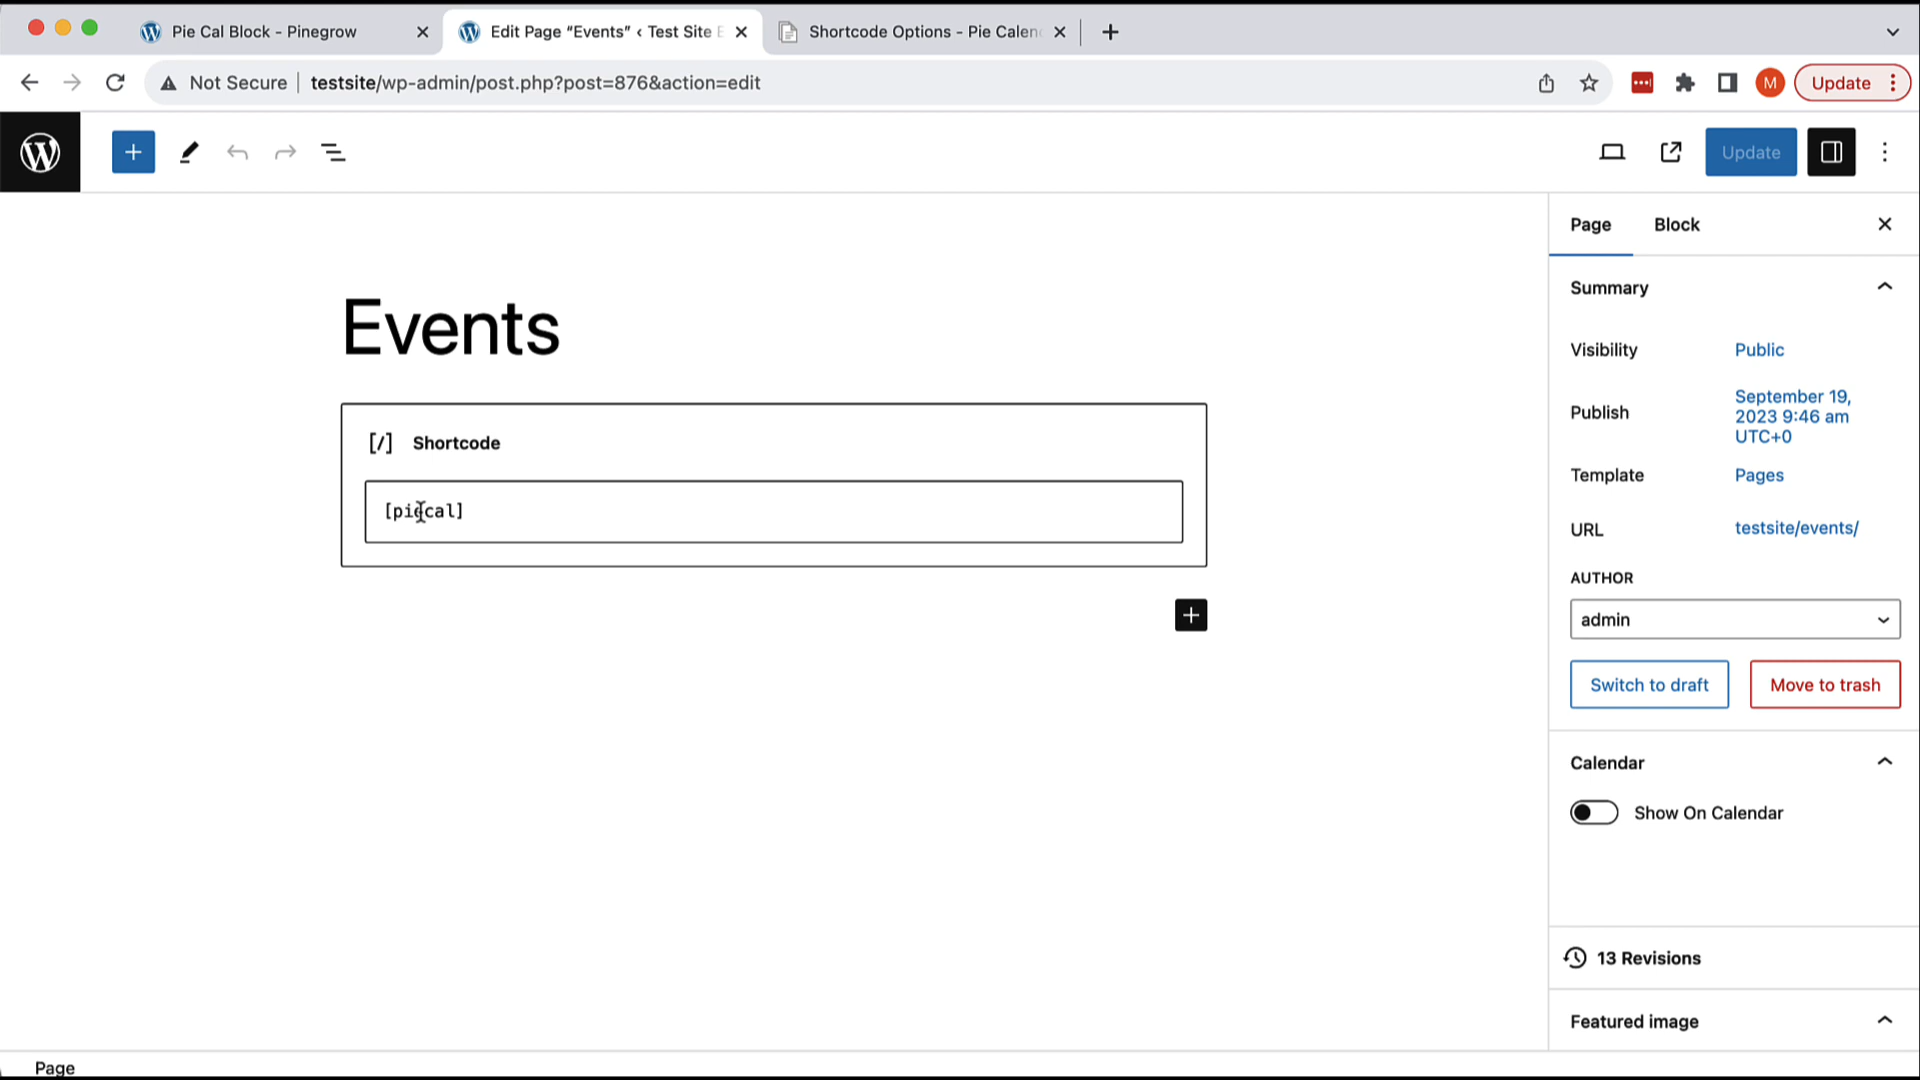 Pie Cal Block - Pinegrow
Edit Page “Events” ‹ Test Site
Shortcode Options - Pie Calen
Not Secure
testsite/wp-admin/post.php?post=876&action=edit
M
Update
Update
Page
Block
Events
Summary
Visibility
Public
Publish
September 19,
2023 9:46 am
UTC+0
[/] Shortcode
[piecal]
Template
Pages
URL
testsite/events/
AUTHOR
admin
Switch to draft
Move to trash
Calendar
Show On Calendar
13 Revisions
Featured image
Page